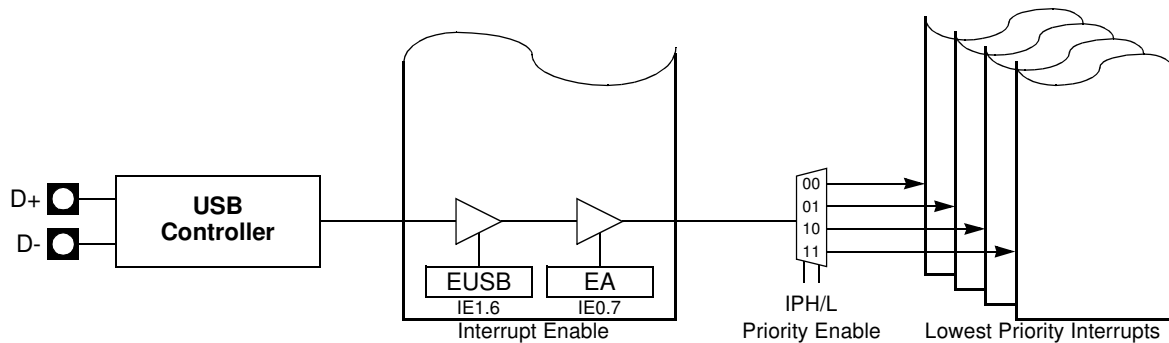 D+
D-
USB
Controller
EUSB
IE1.6
EA
IE0.7
Interrupt Enable
00
01
10
11
IPH/L
Priority Enable
Lowest Priority Interrupts